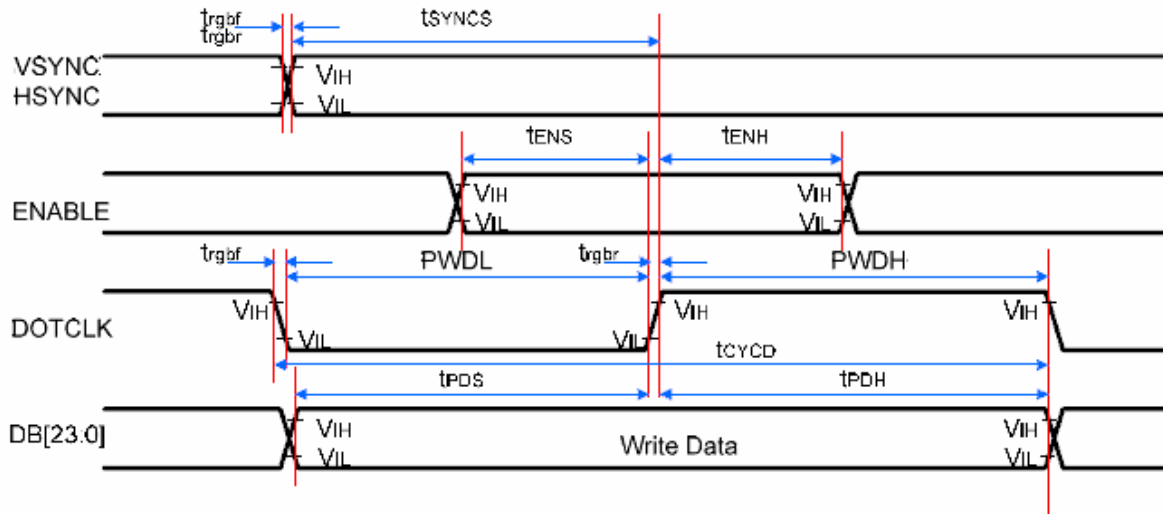 trgbf
tSYNCS
trgbr
VSYNC
VIH
HSYNC
VIL
tENS
tENH
VIH
VIH
ENABLE
VIL
VIL
trgbf
PWDL
trgbr
PWDH
VIH
VIH
VIH
DOTCLK
VIL
VIL
tCYCD
tPDS
tPDH
DB[23:0]
VIH
VIH
Write Data
VIL
VIL